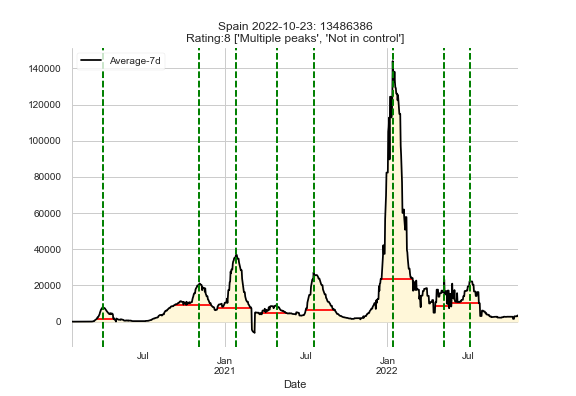 Spain 2022-10-23: 13486386
Rating:8 ['Multiple peaks', 'Not in control']
Average-7d
140000
120000
100000
80000
60000
40000
20000
0
Jul
Jan
2021
Jul
Jan
2022
Jul
Date